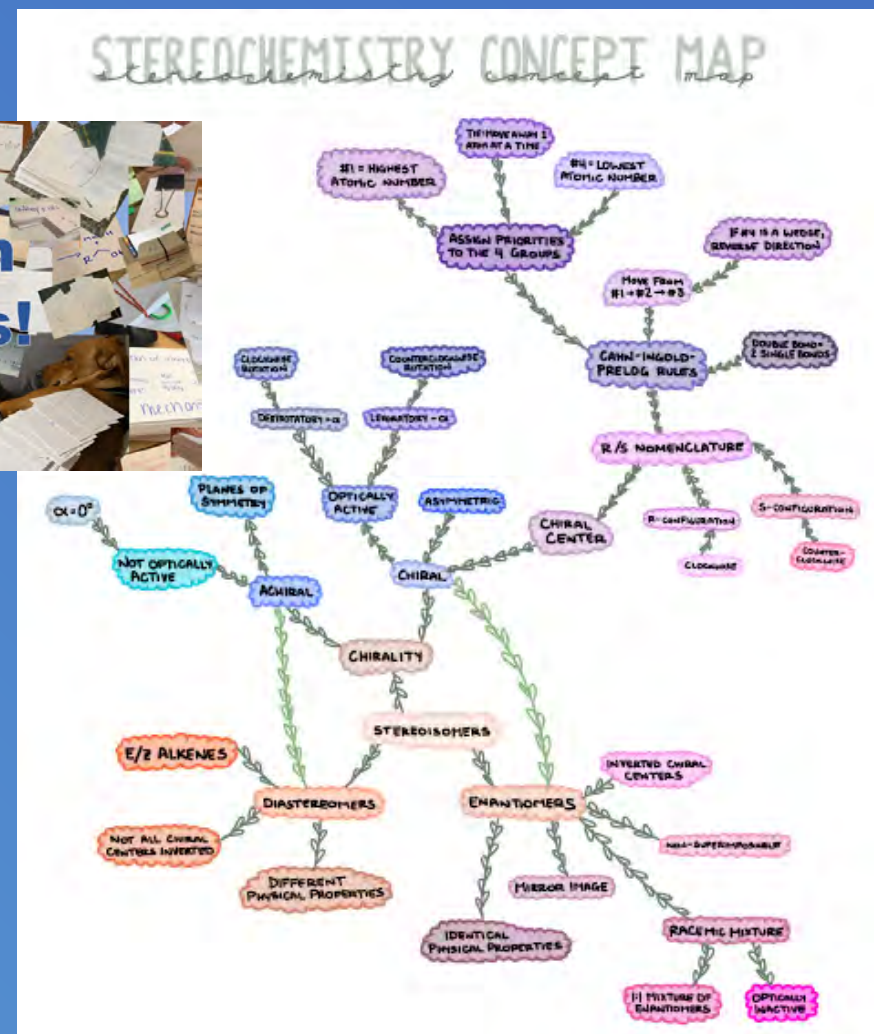 STEREOCHEMISTRY CONCEPT MAP
stereochemistry concept map
TIE: MOVE AWAY 1
ATOM AT A TIME
#1 = HIGHEST
ATOMIC NUMBER
#4 = LOWEST
ATOMIC NUMBER
ASSIGN PRIORITIES
TO THE 4 GROUPS
IF #4 IS A WEDGE,
REVERSE DIRECTION
MOVE FROM
#1→#2→#3
s!
CAHN-INGOLD-
PRELOG RULES
DOUBLE BOND =
2 SINGLE BONDS
CLOCKWISE
ROTATION
COUNTERCLOCKWISE
ROTATION
R/S NOMENCLATURE
PLANES OF
SYMMETRY
OPTICALLY
ACTIVE
ASYMMETRIC
α=0°
CHIRAL
CENTER
R-CONFIGURATION
S-CONFIGURATION
COUNTER-
CLOCKWISE
CLOCKWISE
NOT OPTICALLY
ACTIVE
ACHIRAL
CHIRAL
CHIRALITY
STEREOISOMERS
E/Z ALKENES
INVERTED CHIRAL
CENTERS
DIASTEREOMERS
ENANTIOMERS
NOT ALL CHIRAL
CENTERS INVERTED
NON-SUPERIMPOSABLE
DIFFERENT
PHYSICAL PROPERTIES
MIRROR IMAGE
IDENTICAL
PHYSICAL PROPERTIES
RACEMIC MIXTURE
1:1 MIXTURE OF
ENANTIOMERS
OPTICALLY
INACTIVE